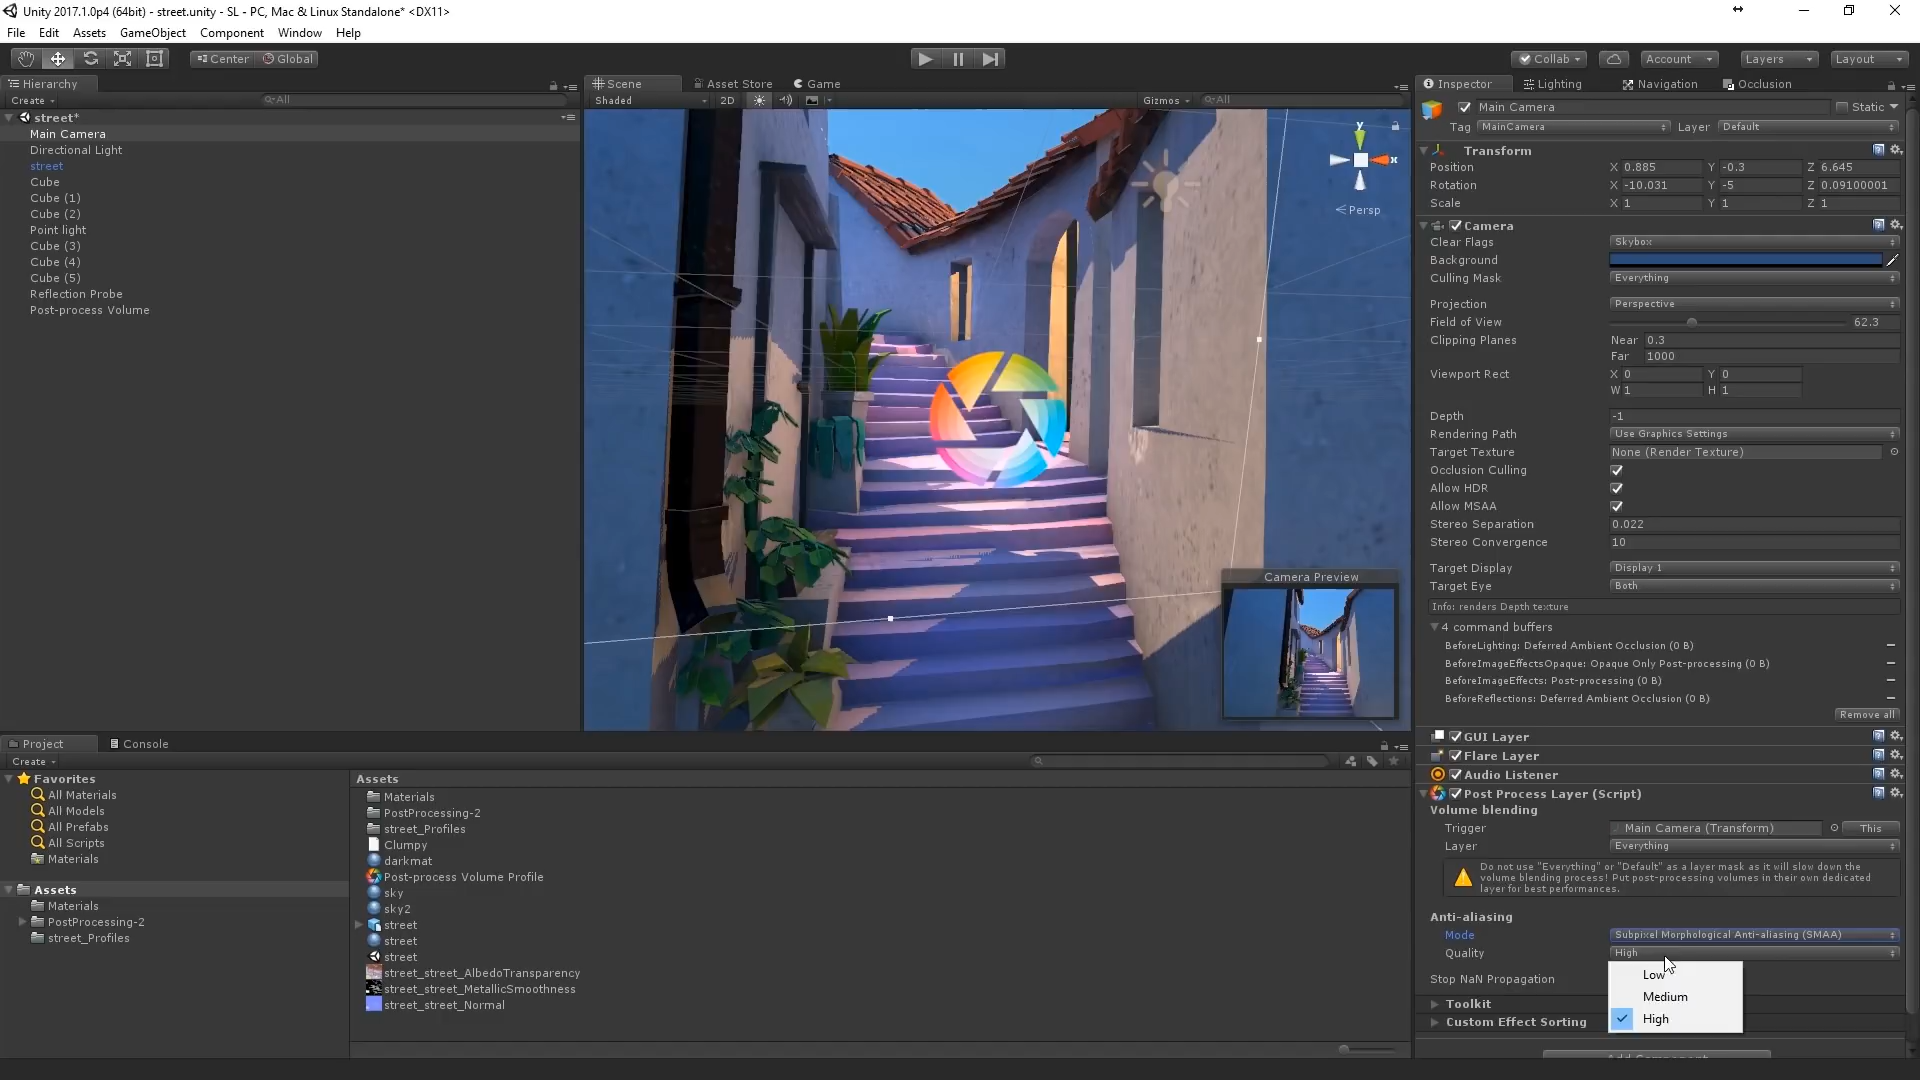 Unity 2017.1.0p4 (64bit) - street.unity - SL - PC, Mac & Linux Standalone* <DX11>
File Edit Assets GameObject Component Window Help
Center Global
Collab Account Layers Layout
Hierarchy
Create All
street*
Main Camera
Directional Light
street
Cube
Cube (1)
Cube (2)
Point light
Cube (3)
Cube (4)
Cube (5)
Reflection Probe
Post-process Volume
Scene Asset Store Game
Shaded 2D Gizmos All
y
x
Persp
Camera Preview
Inspector Lighting Navigation Occlusion
Main Camera Static
Tag MainCamera Layer Default
Transform
Position X 0.885 Y -0.3 Z 6.645
Rotation X -10.031 Y -5 Z 0.09100001
Scale X 1 Y 1 Z 1
Camera
Clear Flags Skybox
Background
Culling Mask Everything
Projection Perspective
Field of View 62.3
Clipping Planes Near 0.3
Far 1000
Viewport Rect X 0 Y 0
W 1 H 1
Depth -1
Rendering Path Use Graphics Settings
Target Texture None (Render Texture)
Occlusion Culling
Allow HDR
Allow MSAA
Stereo Separation 0.022
Stereo Convergence 10
Target Display Display 1
Target Eye Both
Info: renders Depth texture
4 command buffers
BeforeLighting: Deferred Ambient Occlusion (0 B)
BeforeImageEffectsOpaque: Opaque Only Post-processing (0 B)
BeforeImageEffects: Post-processing (0 B)
BeforeReflections: Deferred Ambient Occlusion (0 B)
Remove all
GUI Layer
Flare Layer
Audio Listener
Post Process Layer (Script)
Volume blending
Trigger Main Camera (Transform) This
Layer Everything
Do not use "Everything" or "Default" as a layer mask as it will slow down the
volume blending process! Put post-processing volumes in their own dedicated
layer for best performances.
Anti-aliasing
Mode Subpixel Morphological Anti-aliasing (SMAA)
Quality High
Low
Medium
High
Stop NaN Propagation
Toolkit
Custom Effect Sorting
Add Component
Project Console
Create
Favorites
All Materials
All Models
All Prefabs
All Scripts
Materials
Assets
Materials
PostProcessing-2
street_Profiles
Assets
Materials
PostProcessing-2
street_Profiles
Clumpy
darkmat
Post-process Volume Profile
sky
sky2
street
street
street
street_street_AlbedoTransparency
street_street_MetallicSmoothness
street_street_Normal